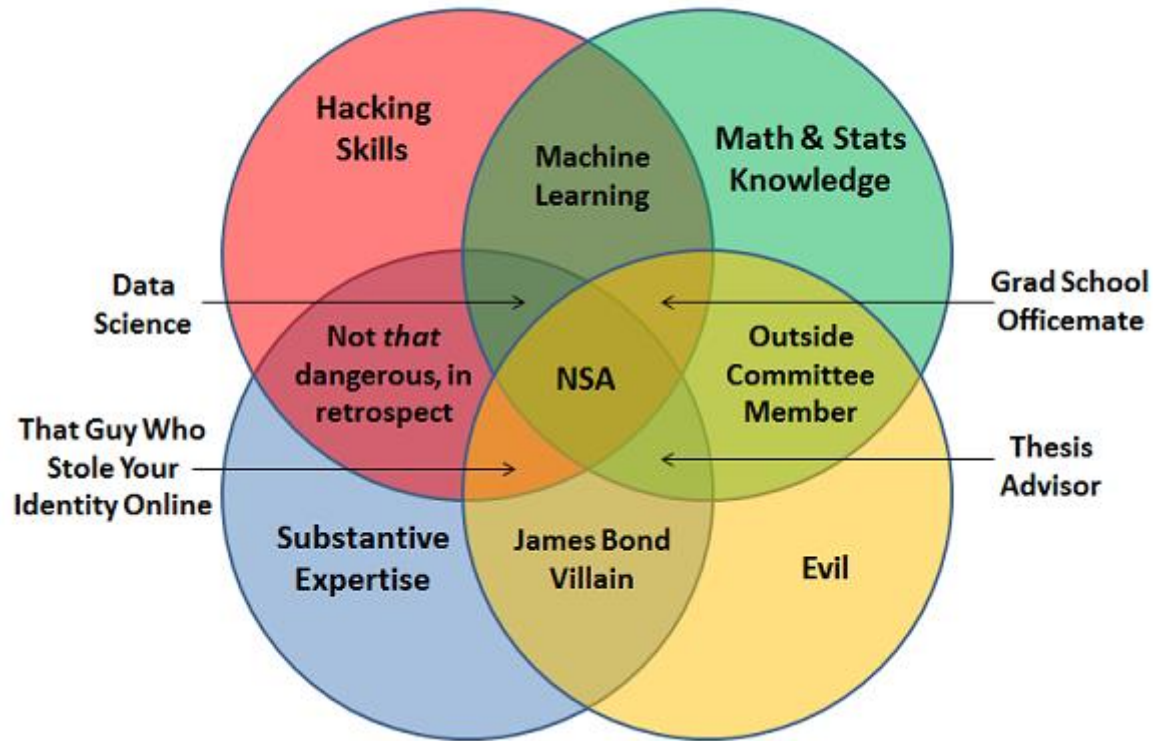 Hacking
Skills
Math & Stats
Knowledge
Machine
Learning
Data
Science
Grad School
Officemate
Not that
dangerous, in
retrospect
NSA
Outside
Committee
Member
That Guy Who
Stole Your
Identity Online
Thesis
Advisor
Substantive
Expertise
James Bond
Villain
Evil